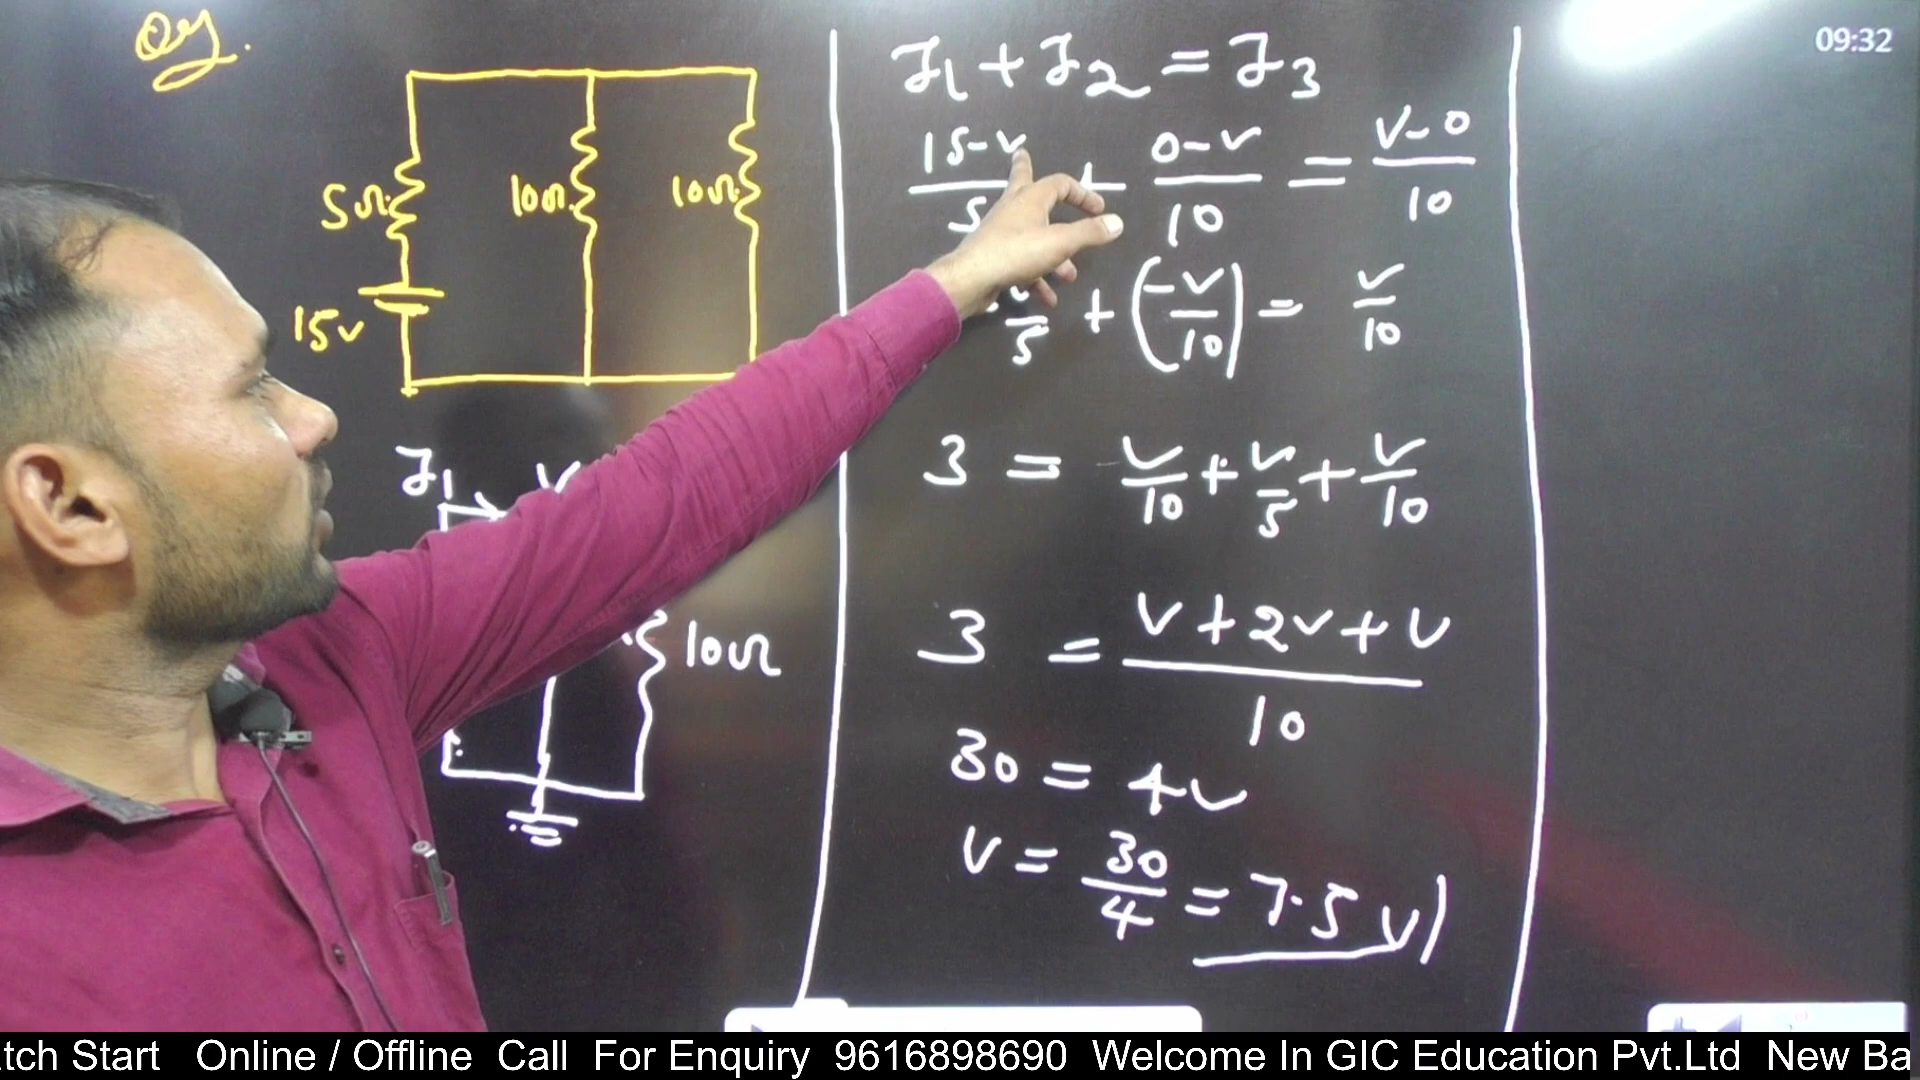 Qy.
09:32
5Ω
10Ω
10Ω
15v
I1 V
10Ω
I1 + I2 = I3
15-v/5 + 0-v/10 = v-0/10
v/5 + (-v/10) = v/10
3 = v/10 + v/5 + v/10
3 = v+2v+v/10
30 = 4v
v = 30/4 = 7.5 v
tch Start Online / Offline Call For Enquiry 9616898690 Welcome In GIC Education Pvt.Ltd New Ba